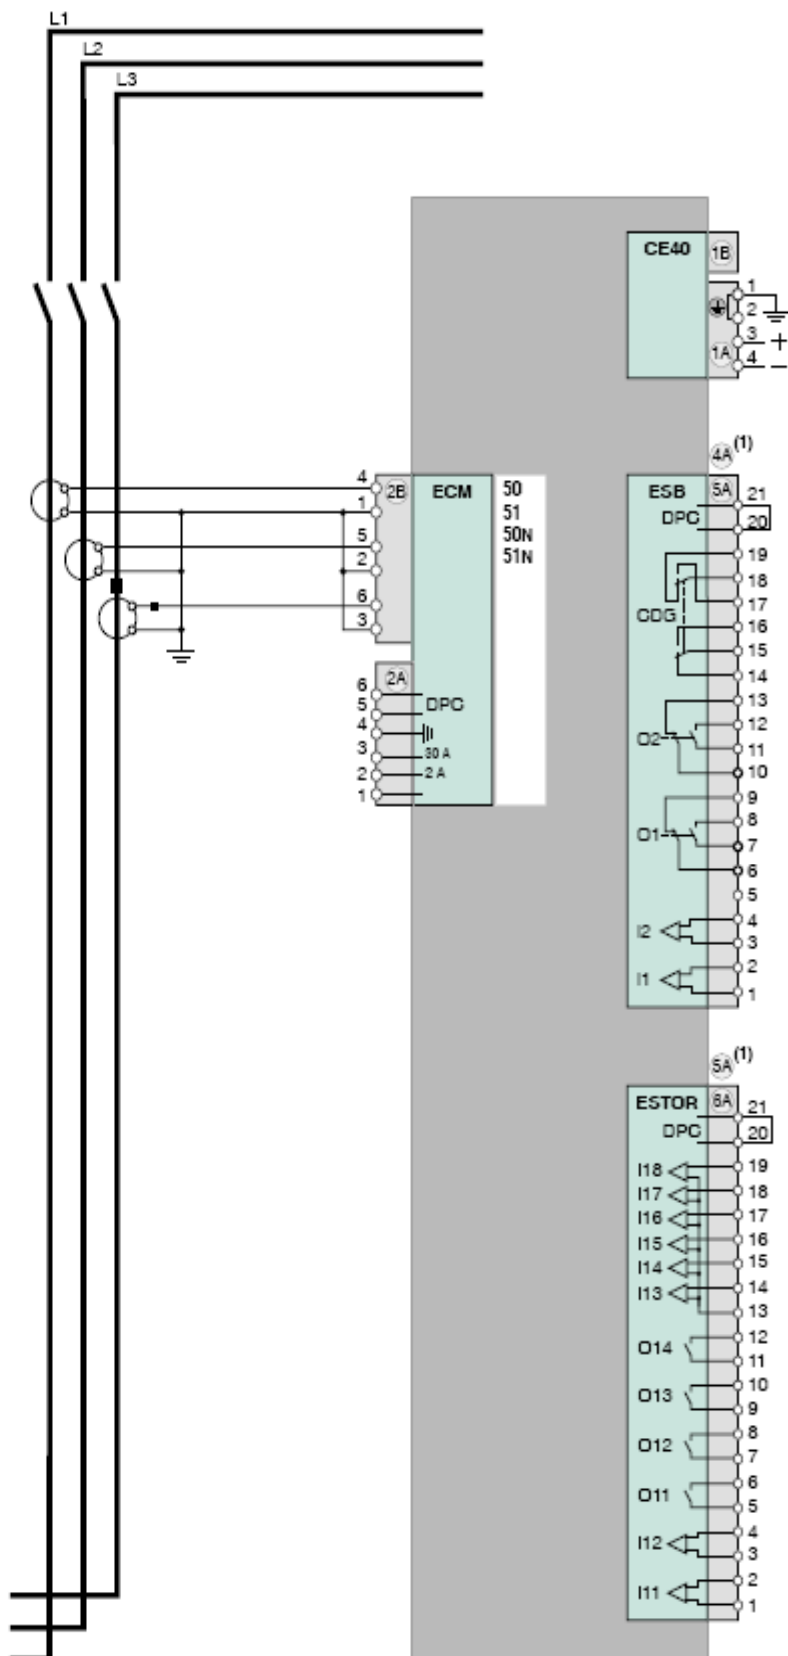 L1
L2
L3
CE40 1B
1
2
3 +
1A 4 −
4A (1)
4
1
5
2
6
3
2B ECM 50
51
50N
51N
2A
6
5 DPC
4
3 30 A
2 2 A
1
ESB 5A 21
DPC 20
19
18
CDG 17
16
15
14
13
12
O2 11
10
9
8
O1 7
6
5
4
I2 3
2
I1 1
5A (1)
ESTOR 6A 21
DPC 20
I18 19
I17 18
I16 17
I15 16
I14 15
I13 14
13
12
O14 11
10
O13 9
8
O12 7
6
O11 5
4
I12 3
2
I11 1